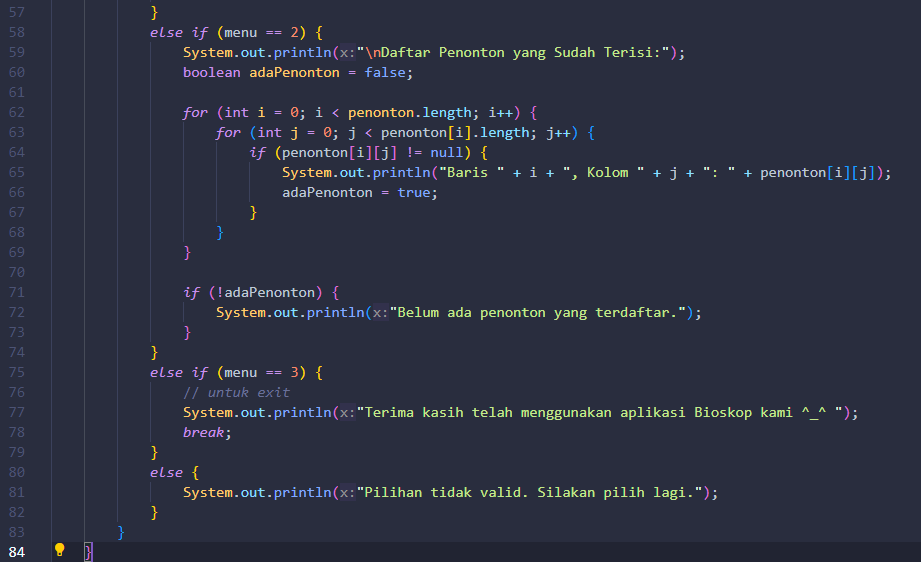 57 }
58 else if (menu == 2) {
59 System.out.println(x:"\nDaftar Penonton yang Sudah Terisi:");
60 boolean adaPenonton = false;
61
62 for (int i = 0; i < penonton.length; i++) {
63 for (int j = 0; j < penonton[i].length; j++) {
64 if (penonton[i][j] != null) {
65 System.out.println("Baris " + i + ", Kolom " + j + ": " + penonton[i][j]);
66 adaPenonton = true;
67 }
68 }
69 }
70
71 if (!adaPenonton) {
72 System.out.println(x:"Belum ada penonton yang terdaftar.");
73 }
74 }
75 else if (menu == 3) {
76 // untuk exit
77 System.out.println(x:"Terima kasih telah menggunakan aplikasi Bioskop kami ^_^ ");
78 break;
79 }
80 else {
81 System.out.println(x:"Pilihan tidak valid. Silakan pilih lagi.");
82 }
83 }
84 }